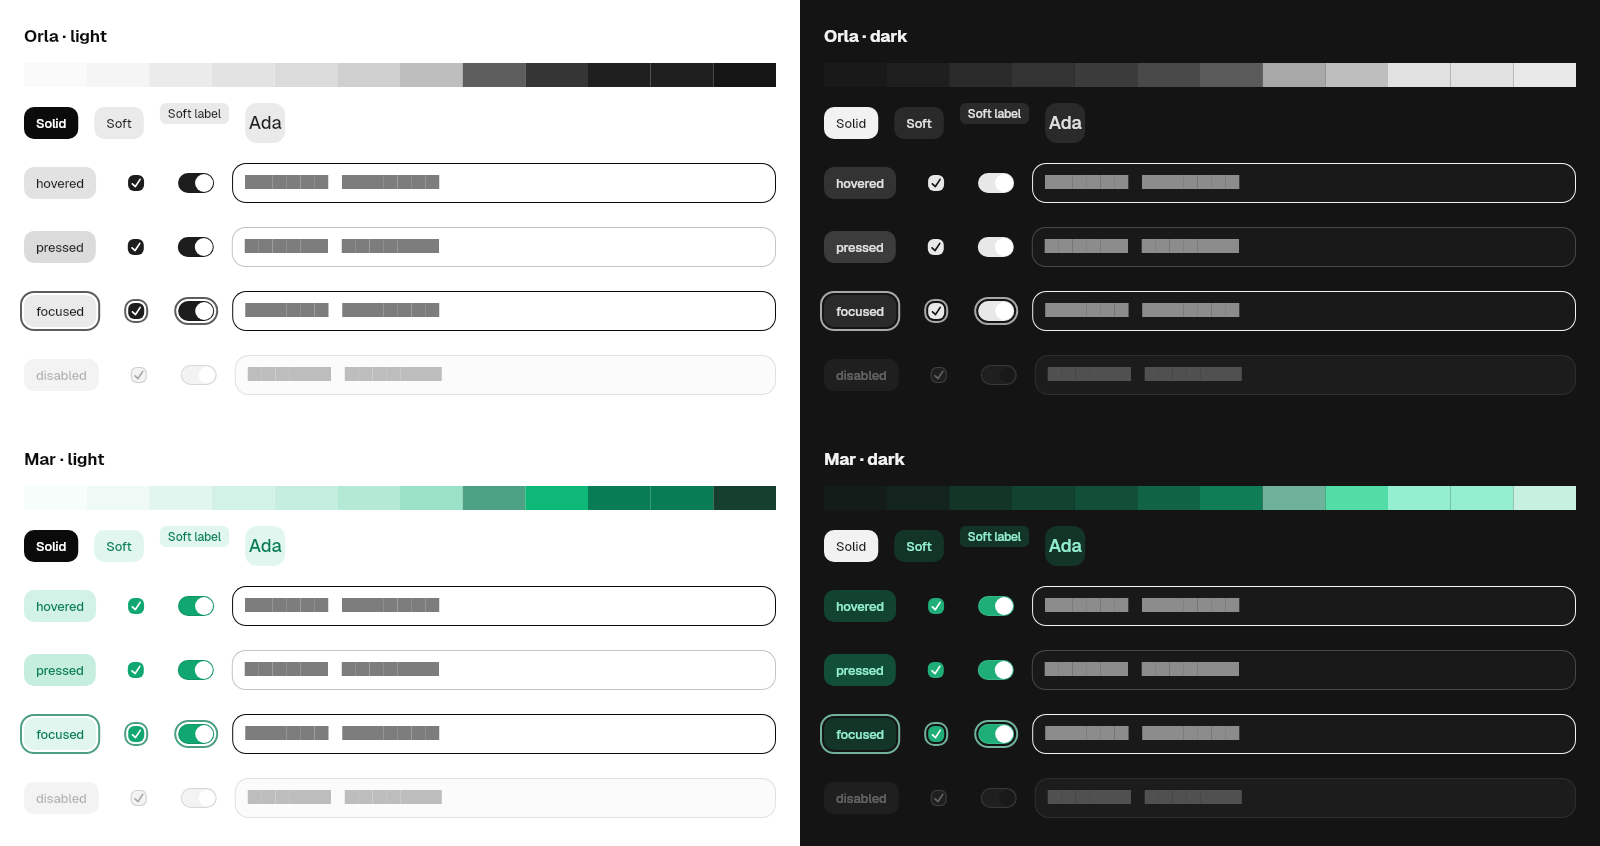 Orla · light
Solid Soft Soft label Ada
hovered
pressed
focused
disabled
Mar · light
Solid Soft Soft label Ada
hovered
pressed
focused
disabled
Orla · dark
Solid Soft Soft label Ada
hovered
pressed
focused
disabled
Mar · dark
Solid Soft Soft label Ada
hovered
pressed
focused
disabled